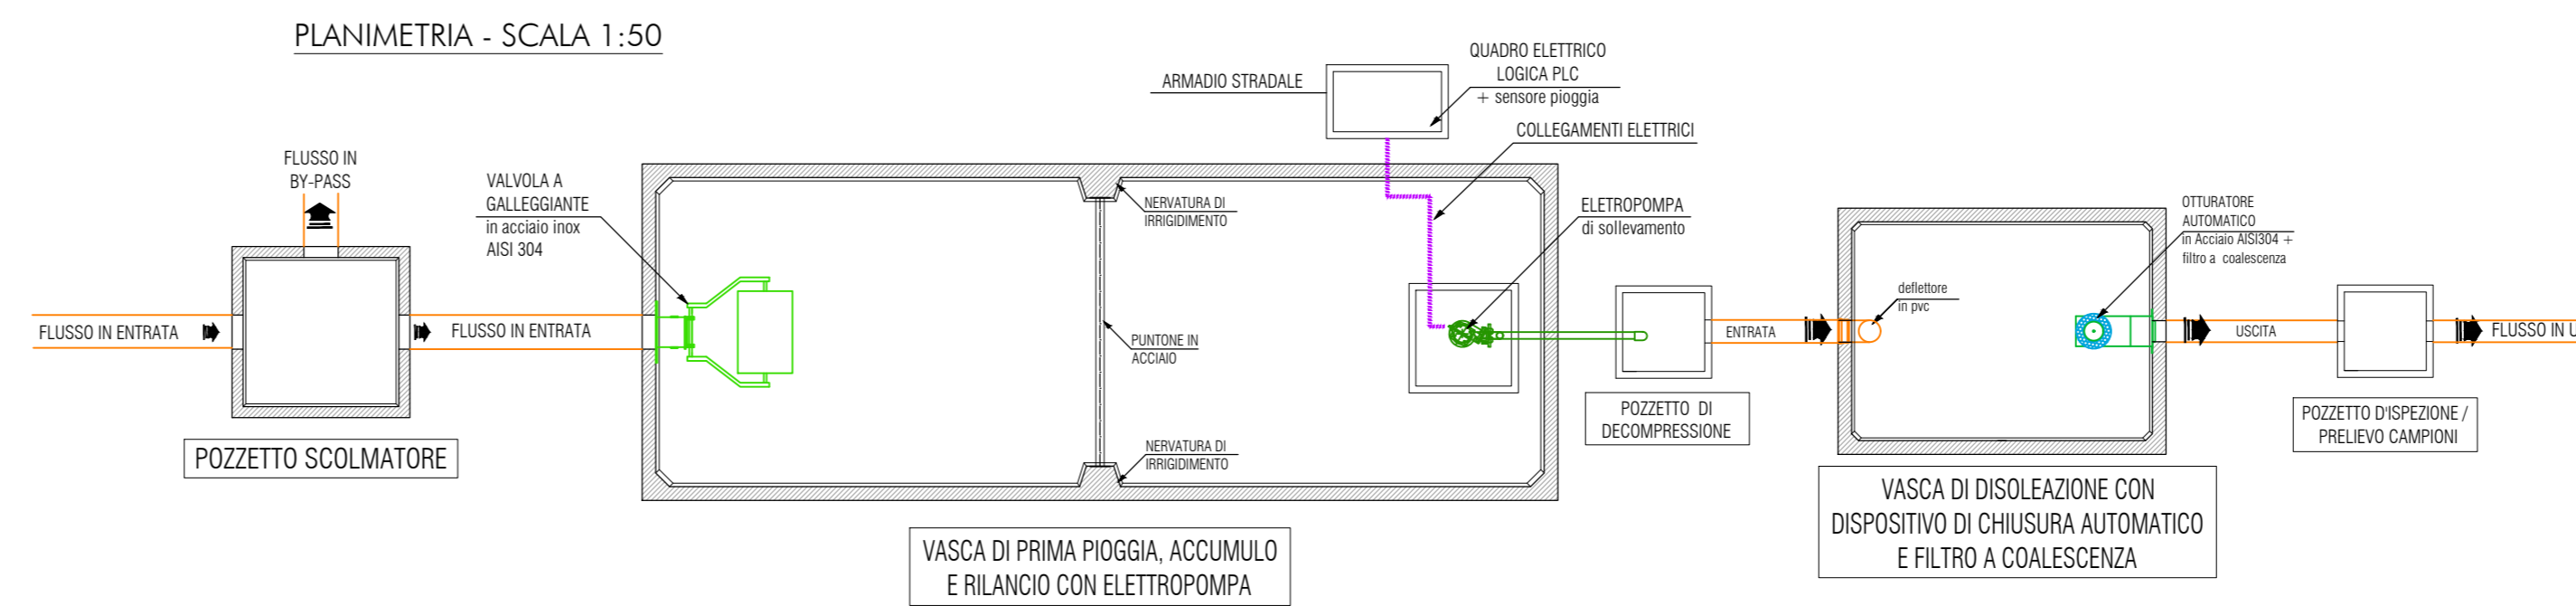 PLANIMETRIA - SCALA 1:50
FLUSSO IN
BY-PASS
FLUSSO IN ENTRATA
POZZETTO SCOLMATORE
FLUSSO IN ENTRATA
VALVOLA A
GALLEGGIANTE
in acciaio inox
AISI 304
NERVATURA DI
IRRIGIDIMENTO
PUNTONE IN
ACCIAIO
NERVATURA DI
IRRIGIDIMENTO
VASCA DI PRIMA PIOGGIA, ACCUMULO
E RILANCIO CON ELETTROPOMPA
ARMADIO STRADALE
QUADRO ELETTRICO
LOGICA PLC
+ sensore pioggia
COLLEGAMENTI ELETTRICI
ELETROPOMPA
di sollevamento
POZZETTO DI
DECOMPRESSIONE
ENTRATA
deflettore
in pvc
OTTURATORE
AUTOMATICO
in Acciaio AISI304 +
filtro a coalescenza
VASCA DI DISOLEAZIONE CON
DISPOSITIVO DI CHIUSURA AUTOMATICO
E FILTRO A COALESCENZA
USCITA
POZZETTO D'ISPEZIONE /
PRELIEVO CAMPIONI
FLUSSO IN U